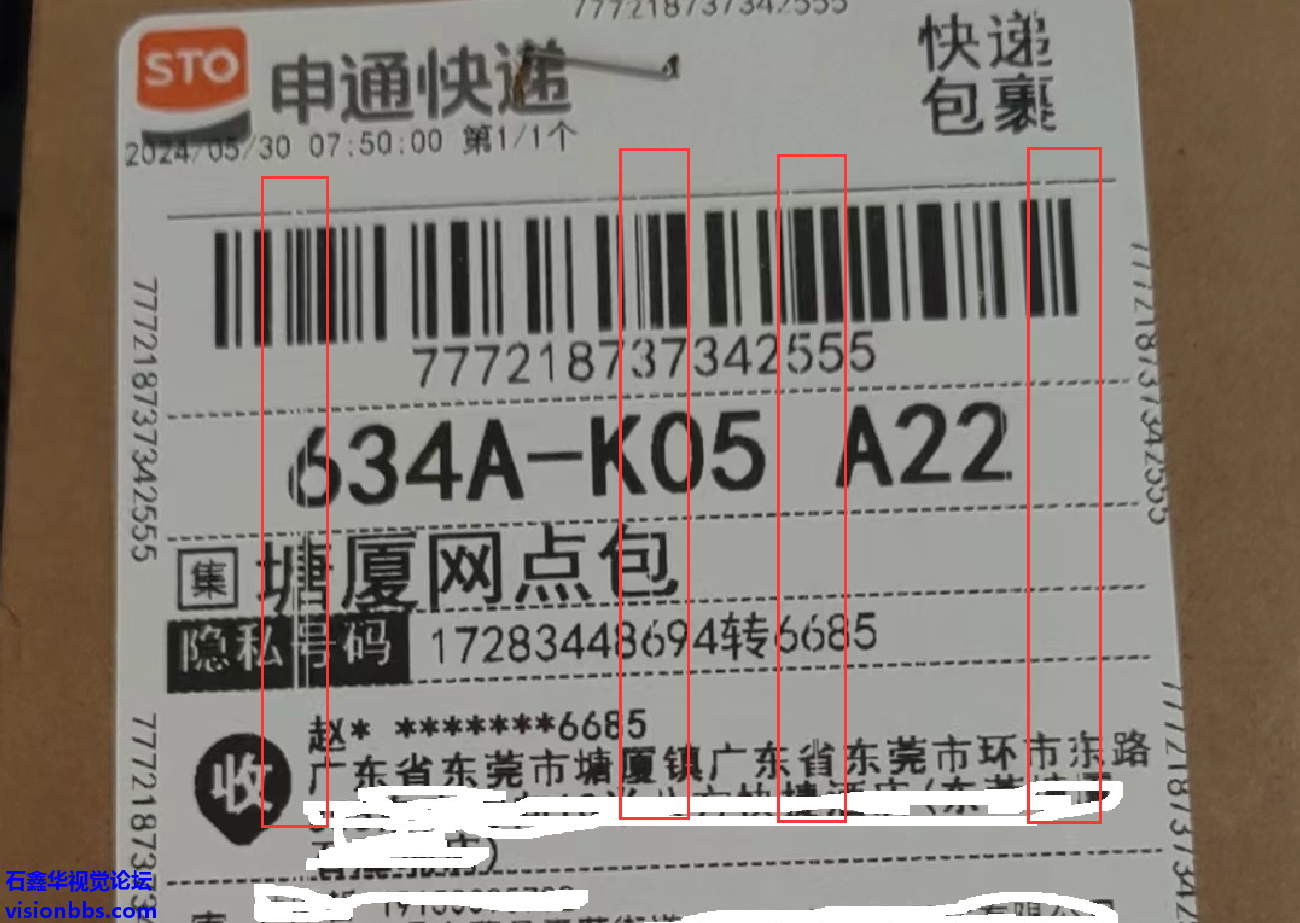 777218737342555
STO 申通快递
快递
包裹
2024/05/30 07:50:00 第1/1个
777218737342555
634A-K05 A22
集 塘厦网点包
隐私号码 17283448694转6685
收
赵* *******6685
广东省东莞市塘厦镇广东省东莞市环市东路
777218737342555
777218737342555
石鑫华视觉论坛
visionbbs.com